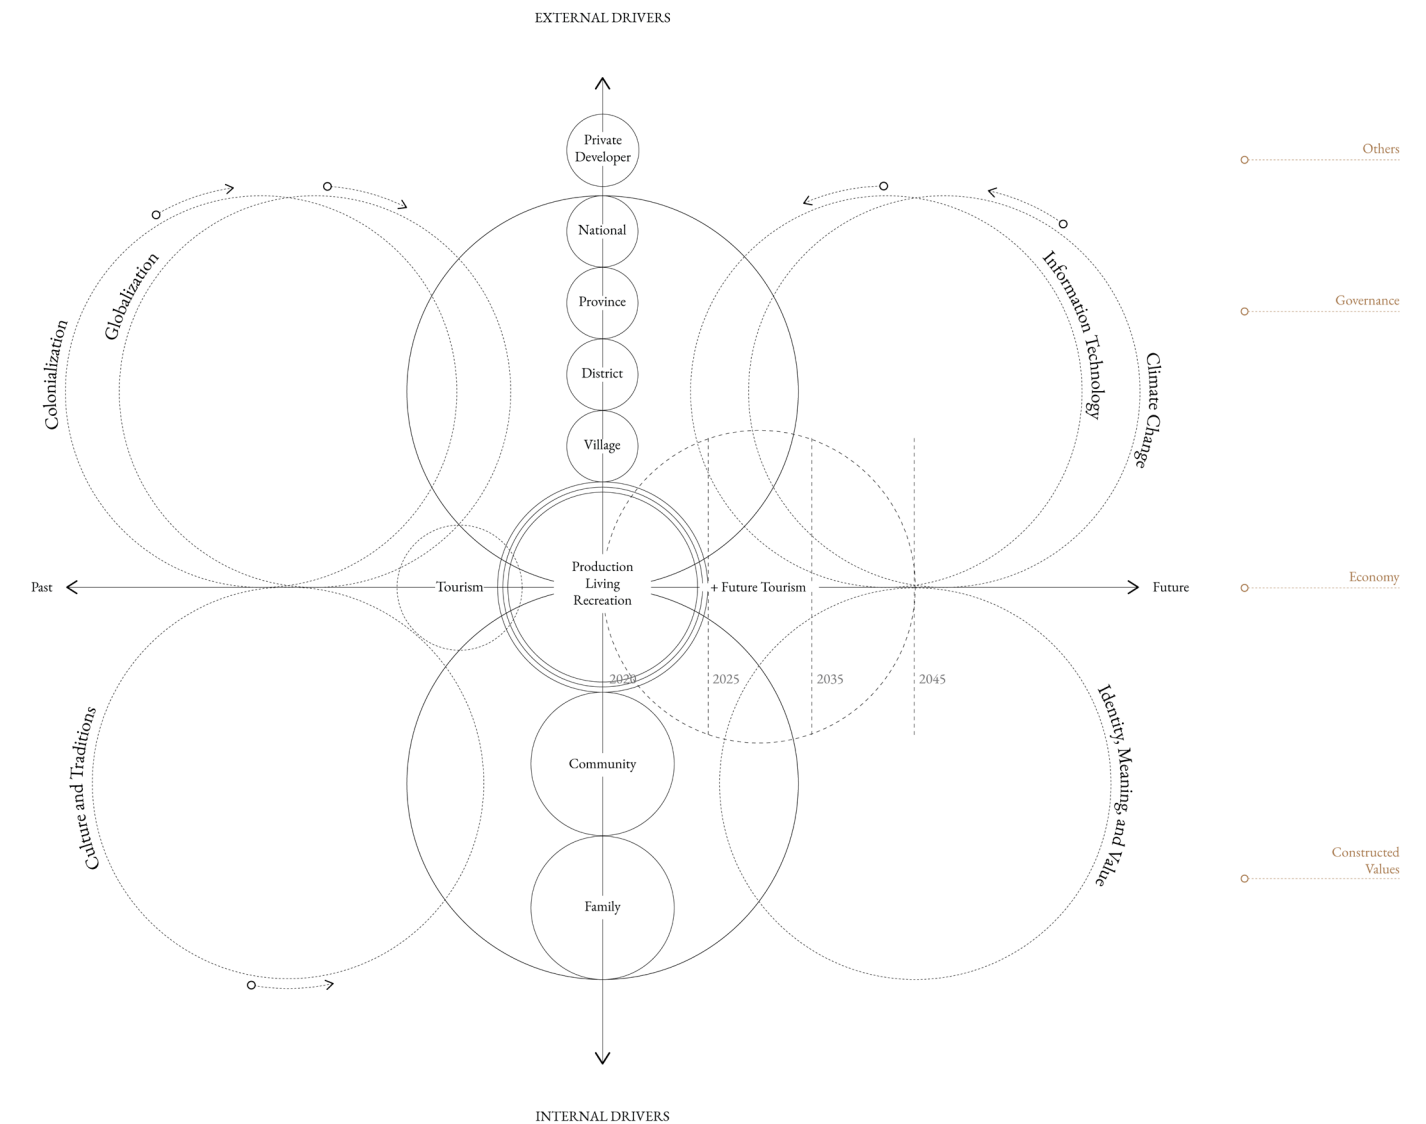 EXTERNAL DRIVERS
Private
Developer
Others
National
Governance
Province
District
Village
Colonialization
Globalization
Information Technology
Climate Change
Past
Tourism
Production
Living
Recreation
+ Future Tourism
Future
Economy
2020
2025
2035
2045
Culture and Traditions
Community
Identity, Meaning, and Value
Constructed
Values
Family
INTERNAL DRIVERS